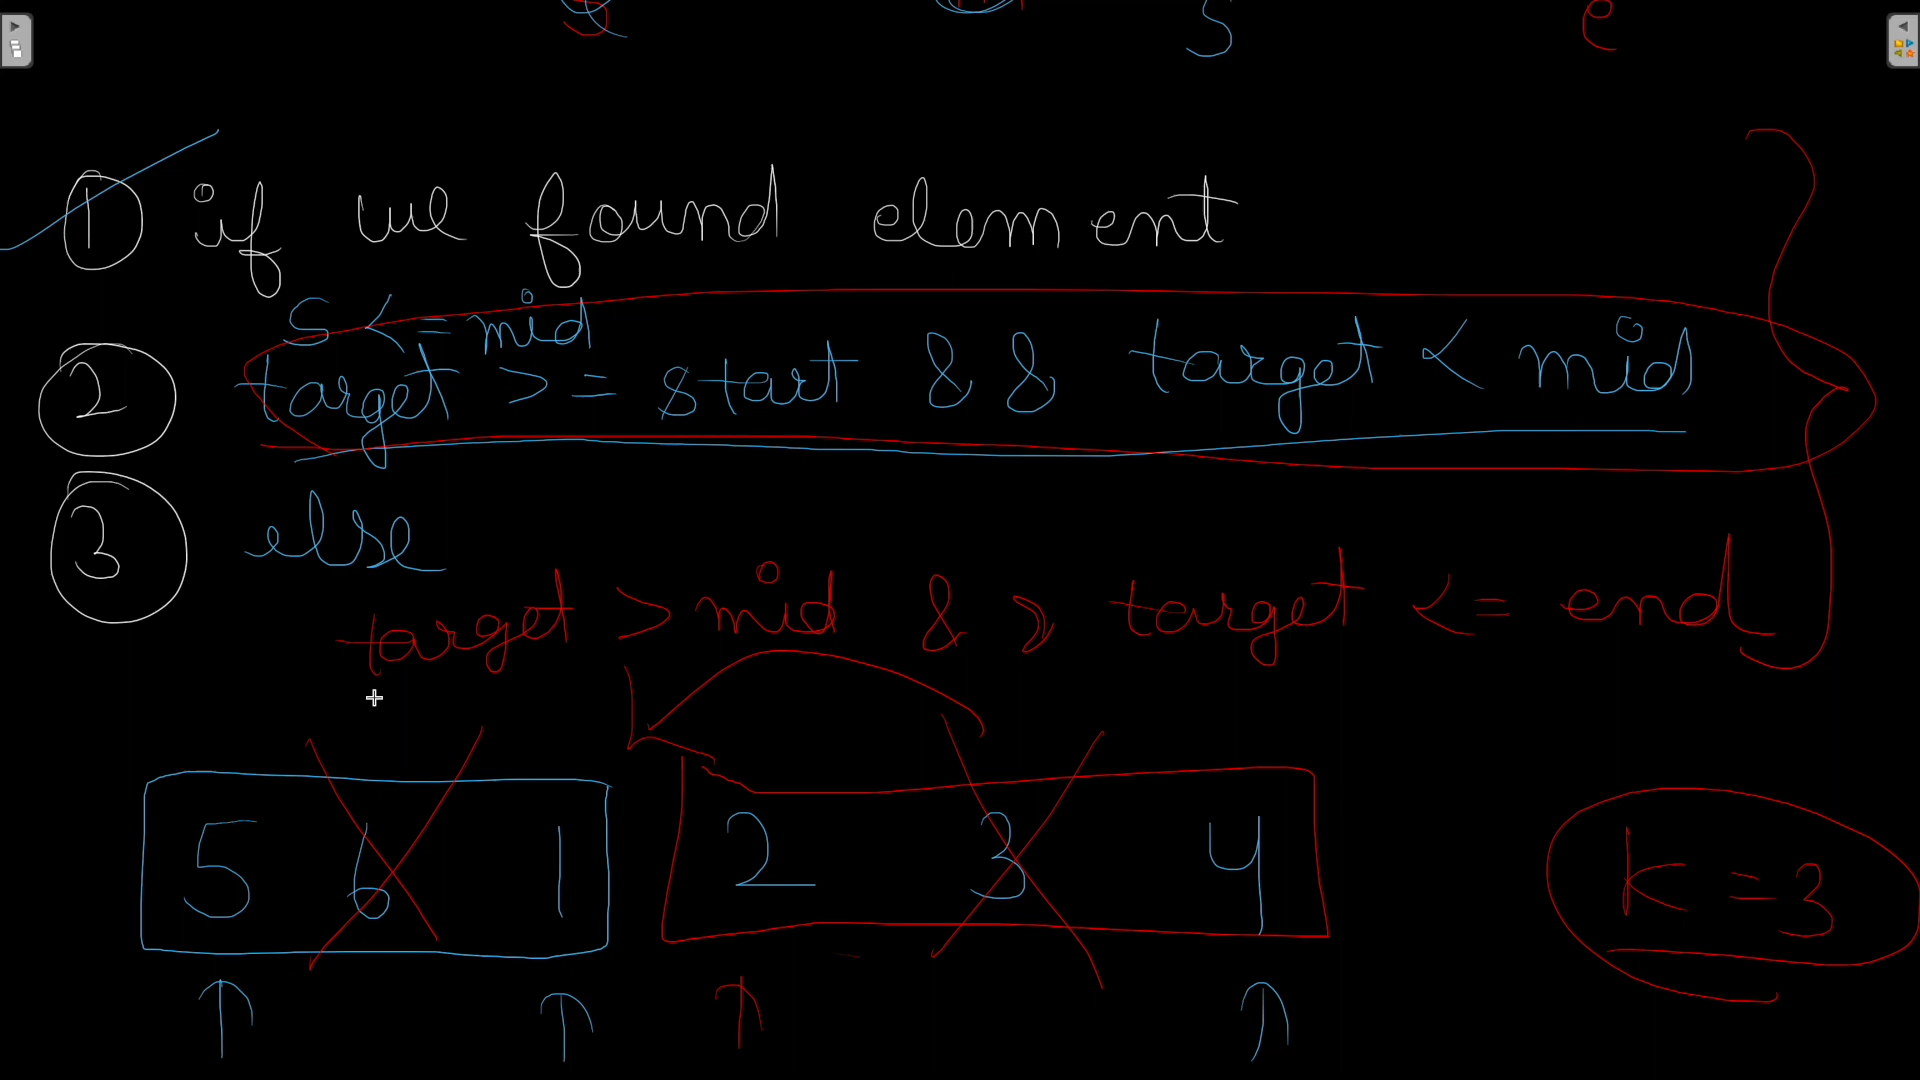 e
① if we found element
S <= mid
② target >= start && target < mid
③ else
target > mid && target <= end
5 6 1 2 3 4
K = 3